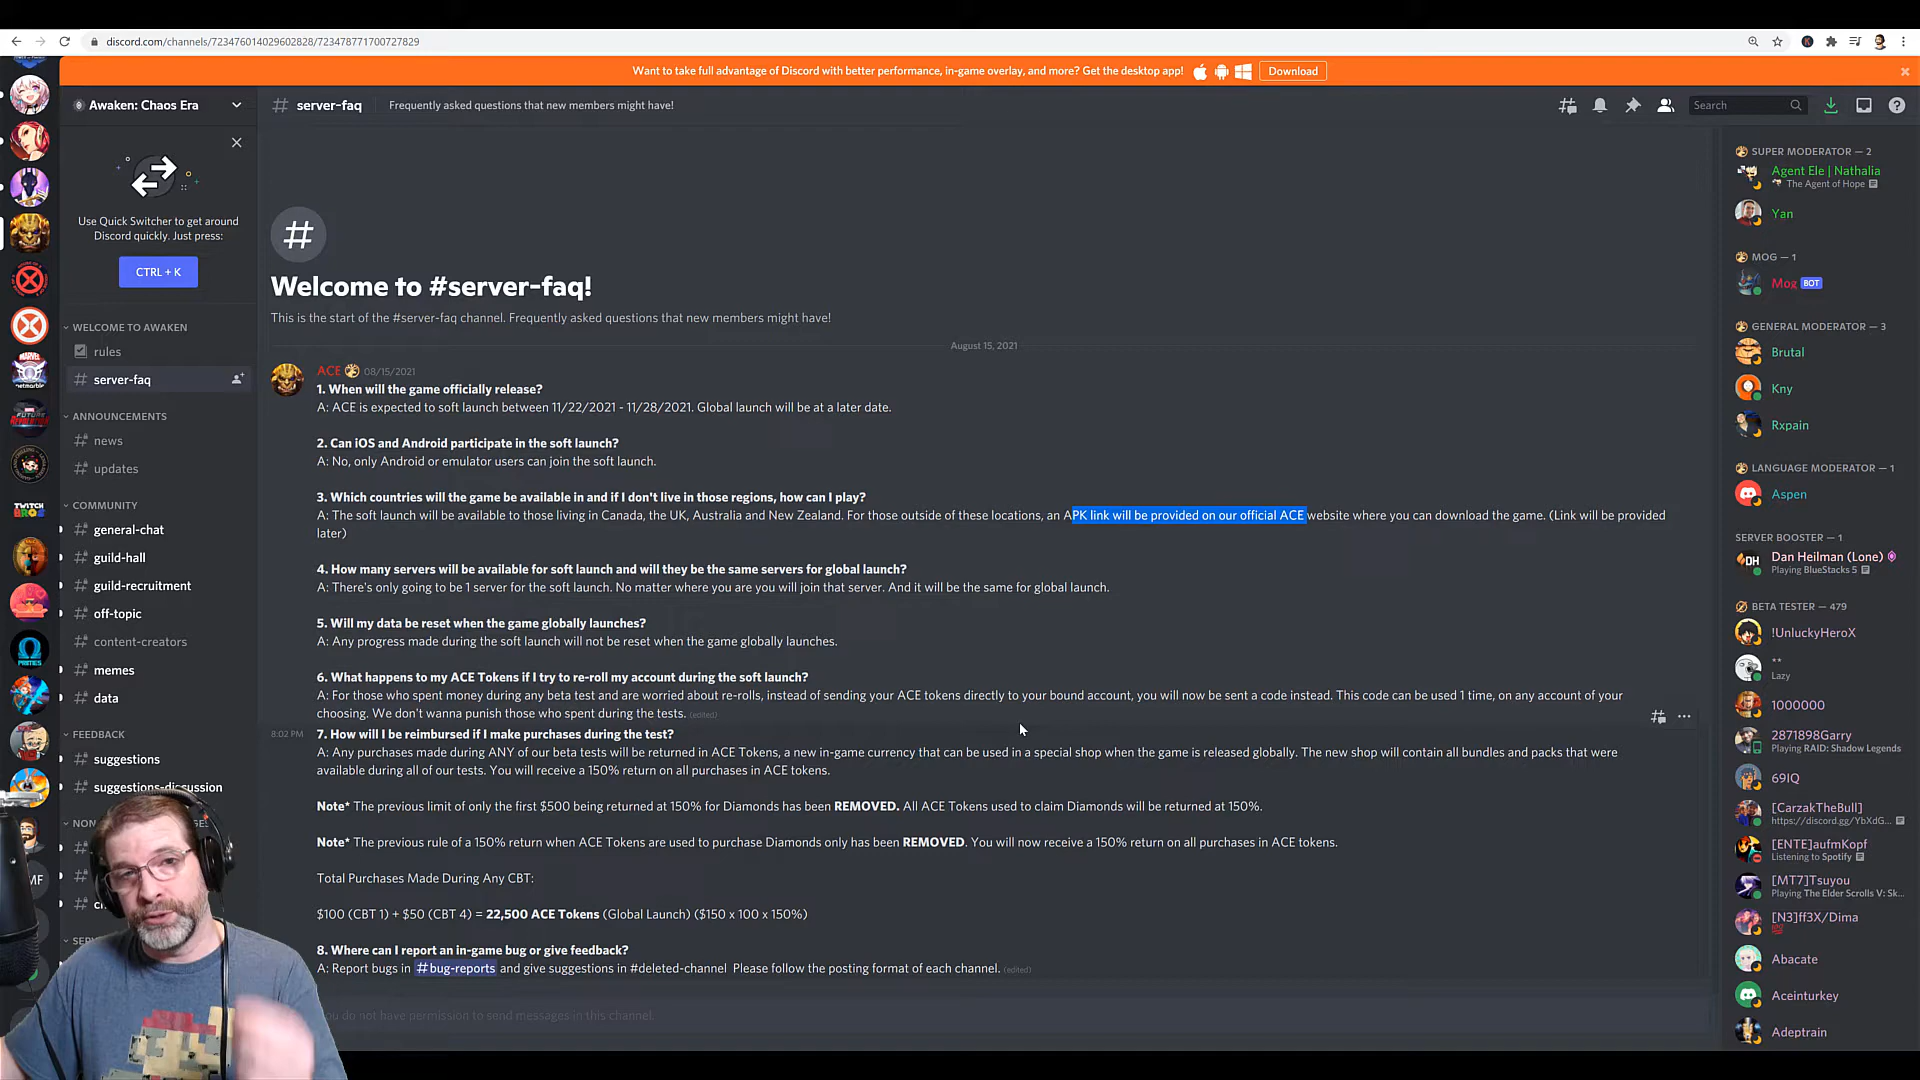 discord.com/channels/723476014029602828/723478771700727829
Want to take full advantage of Discord with better performance, in-game overlay, and more? Get the desktop app!
Download
Awaken: Chaos Era
server-faq
Frequently asked questions that new members might have!
Search
Use Quick Switcher to get around
Discord quickly. Just press:
CTRL + K
WELCOME TO AWAKEN
rules
server-faq
ANNOUNCEMENTS
news
updates
COMMUNITY
general-chat
guild-hall
guild-recruitment
off-topic
content-creators
memes
data
FEEDBACK
suggestions
suggestions-discussion
TWITCH
BROS
#
Welcome to #server-faq!
This is the start of the #server-faq channel. Frequently asked questions that new members might have!
August 15, 2021
ACE 08/15/2021
1. When will the game officially release?
A: ACE is expected to soft launch between 11/22/2021 - 11/28/2021. Global launch will be at a later date.
2. Can iOS and Android participate in the soft launch?
A: No, only Android or emulator users can join the soft launch.
3. Which countries will the game be available in and if I don't live in those regions, how can I play?
A: The soft launch will be available to those living in Canada, the UK, Australia and New Zealand. For those outside of these locations, an APK link will be provided on our official ACE website where you can download the game. (Link will be provided
later)
4. How many servers will be available for soft launch and will they be the same servers for global launch?
A: There's only going to be 1 server for the soft launch. No matter where you are you will join that server. And it will be the same for global launch.
5. Will my data be reset when the game globally launches?
A: Any progress made during the soft launch will not be reset when the game globally launches.
6. What happens to my ACE Tokens if I try to re-roll my account during the soft launch?
A: For those who spent money during any beta test and are worried about re-rolls, instead of sending your ACE tokens directly to your bound account, you will now be sent a code instead. This code can be used 1 time, on any account of your
choosing. We don't wanna punish those who spent during the tests. (edited)
8:02 PM
7. How will I be reimbursed if I make purchases during the test?
A: Any purchases made during ANY of our beta tests will be returned in ACE Tokens, a new in-game currency that can be used in a special shop when the game is released globally. The new shop will contain all bundles and packs that were
available during all of our tests. You will receive a 150% return on all purchases in ACE tokens.
Note* The previous limit of only the first $500 being returned at 150% for Diamonds has been REMOVED. All ACE Tokens used to claim Diamonds will be returned at 150%.
Note* The previous rule of a 150% return when ACE Tokens are used to purchase Diamonds only has been REMOVED. You will now receive a 150% return on all purchases in ACE tokens.
Total Purchases Made During Any CBT:
$100 (CBT 1) + $50 (CBT 4) = 22,500 ACE Tokens (Global Launch) ($150 x 100 x 150%)
8. Where can I report an in-game bug or give feedback?
A: Report bugs in #bug-reports and give suggestions in #deleted-channel Please follow the posting format of each channel. (edited)
do not have permission to send messages in this channel.
SUPER MODERATOR — 2
Agent Ele | Nathalia
The Agent of Hope
Yan
MOG — 1
Mog BOT
GENERAL MODERATOR — 3
Brutal
Kny
Rxpain
LANGUAGE MODERATOR — 1
Aspen
SERVER BOOSTER — 1
Dan Heilman (Lone)
Playing BlueStacks 5
BETA TESTER — 479
!UnluckyHeroX
**
Lazy
1000000
2871898Garry
Playing RAID: Shadow Legends
69IQ
[CarzakTheBull]
https://discord.gg/YbXdG...
[ENTE]aufmKopf
Listening to Spotify
[MT7]Tsuyou
Playing The Elder Scrolls V: Sk...
[N3]ff3X/Dima
Abacate
Aceinturkey
Adeptrain